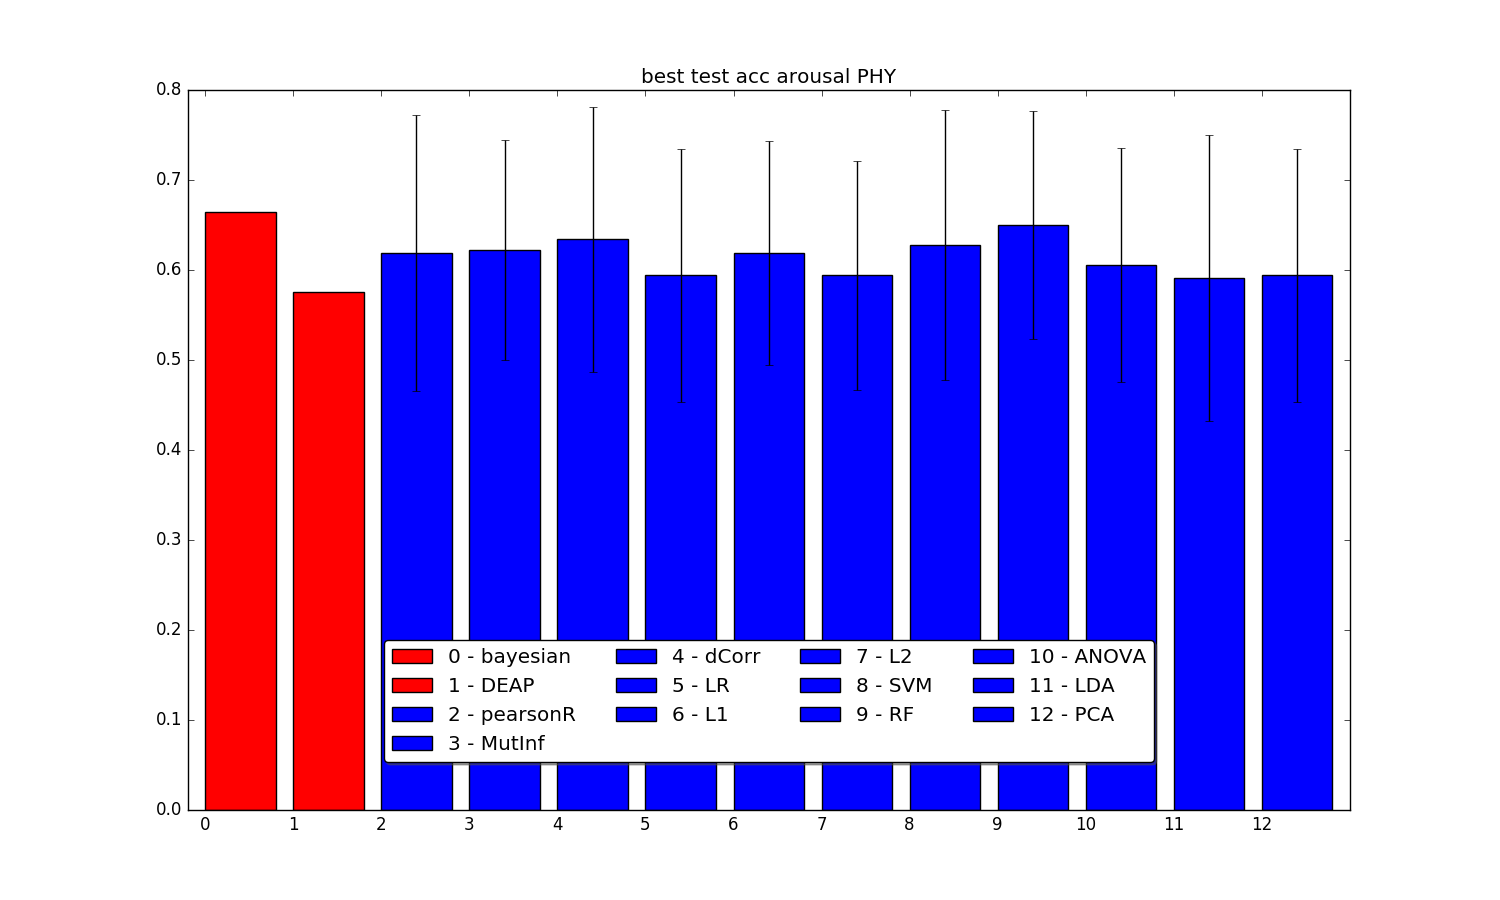 best test acc arousal PHY
0.8
0.7
0.6
0.5
0.4
0.3
0.2
0.1
0.0
0 - bayesian
1 - DEAP
2 - pearsonR
3 - MutInf
4 - dCorr
5 - LR
6 - L1
7 - L2
8 - SVM
9 - RF
10 - ANOVA
11 - LDA
12 - PCA
0 1 2 3 4 5 6 7 8 9 10 11 12